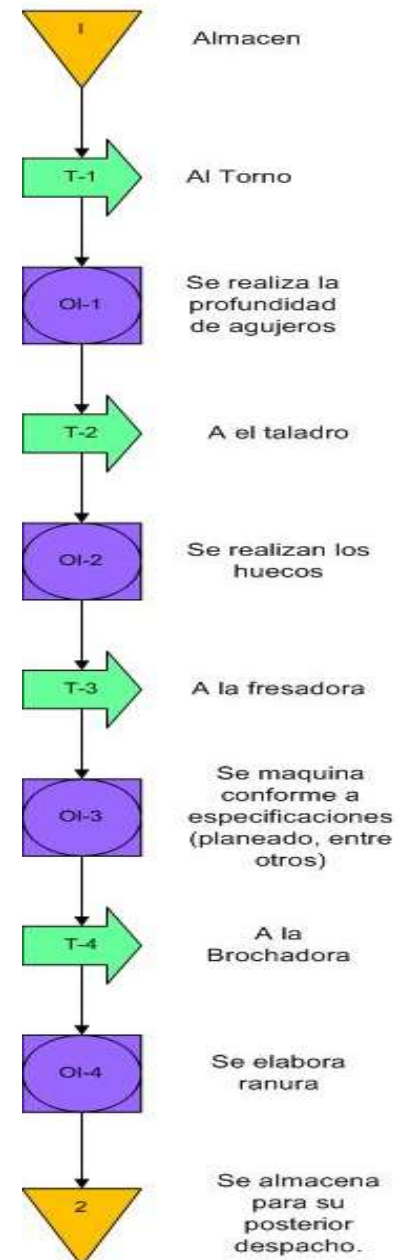 1
Almacen
T-1
Al Torno
OI-1
Se realiza la
profundidad
de agujeros
T-2
A el taladro
OI-2
Se realizan los
huecos
T-3
A la fresadora
OI-3
Se maquina
conforme a
especificaciones
(planeado, entre
otros)
T-4
A la
Brochadora
OI-4
Se elabora
ranura
2
Se almacena
para su
posterior
despacho.